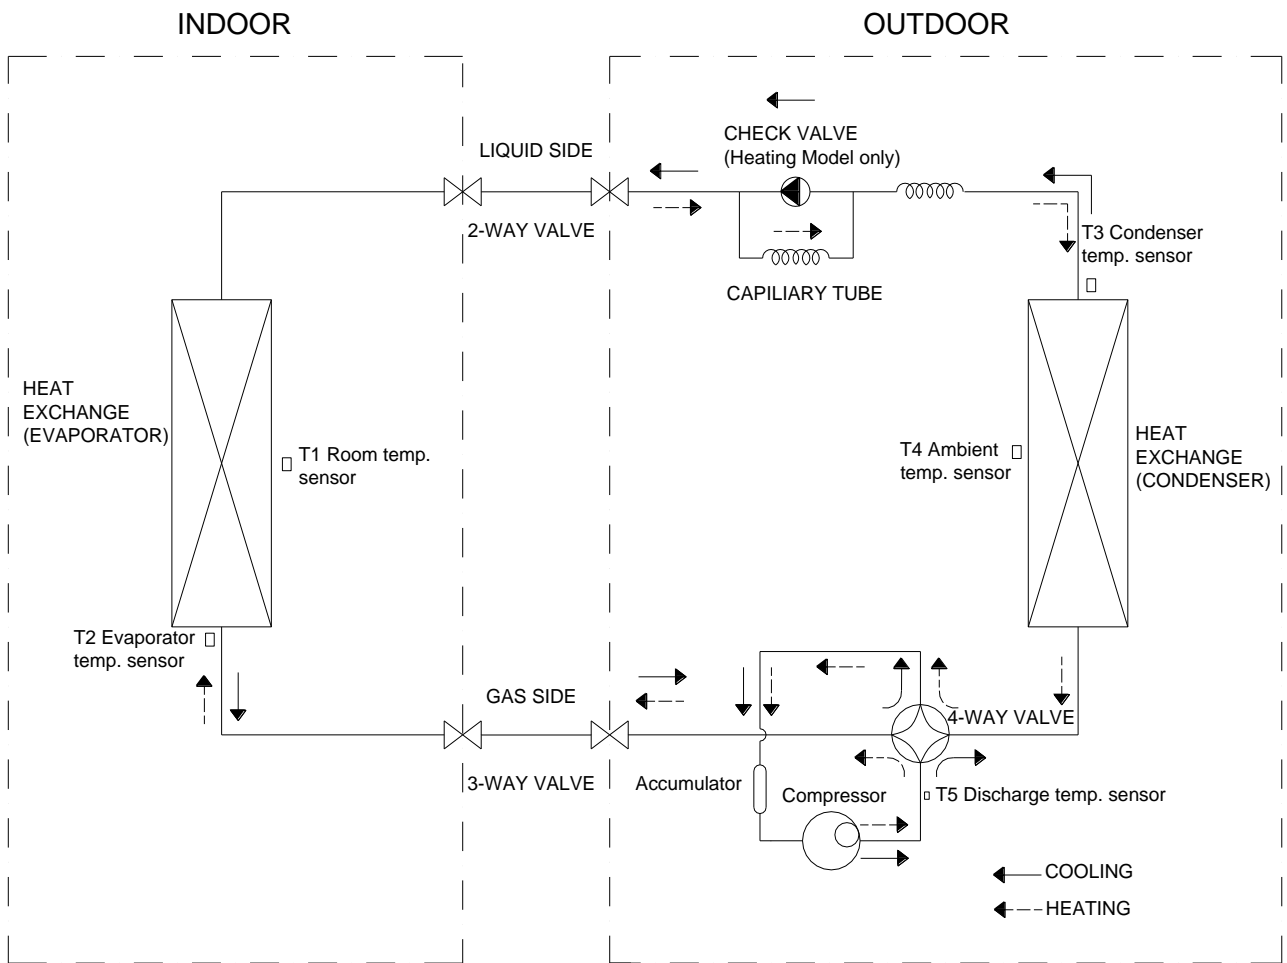 INDOOR
OUTDOOR
CHECK VALVE
(Heating Model only)
LIQUID SIDE
2-WAY VALVE
T3 Condenser
temp. sensor
CAPILIARY TUBE
HEAT
EXCHANGE
(EVAPORATOR)
T1 Room temp.
sensor
T4 Ambient
temp. sensor
HEAT
EXCHANGE
(CONDENSER)
T2 Evaporator
temp. sensor
GAS SIDE
4-WAY VALVE
3-WAY VALVE
Accumulator
Compressor
T5 Discharge temp. sensor
COOLING
HEATING